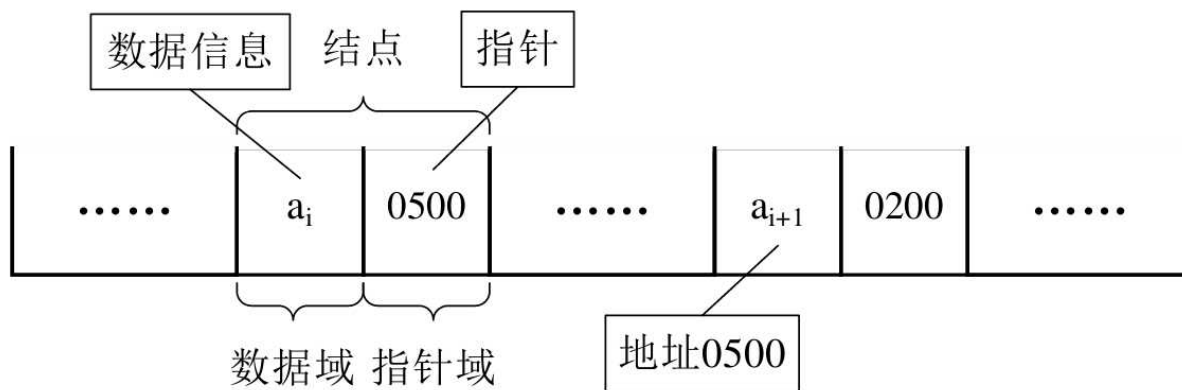 数据信息 结点 指针
…… aᵢ 0500 …… aᵢ₊₁ 0200 ……
数据域 指针域 地址0500